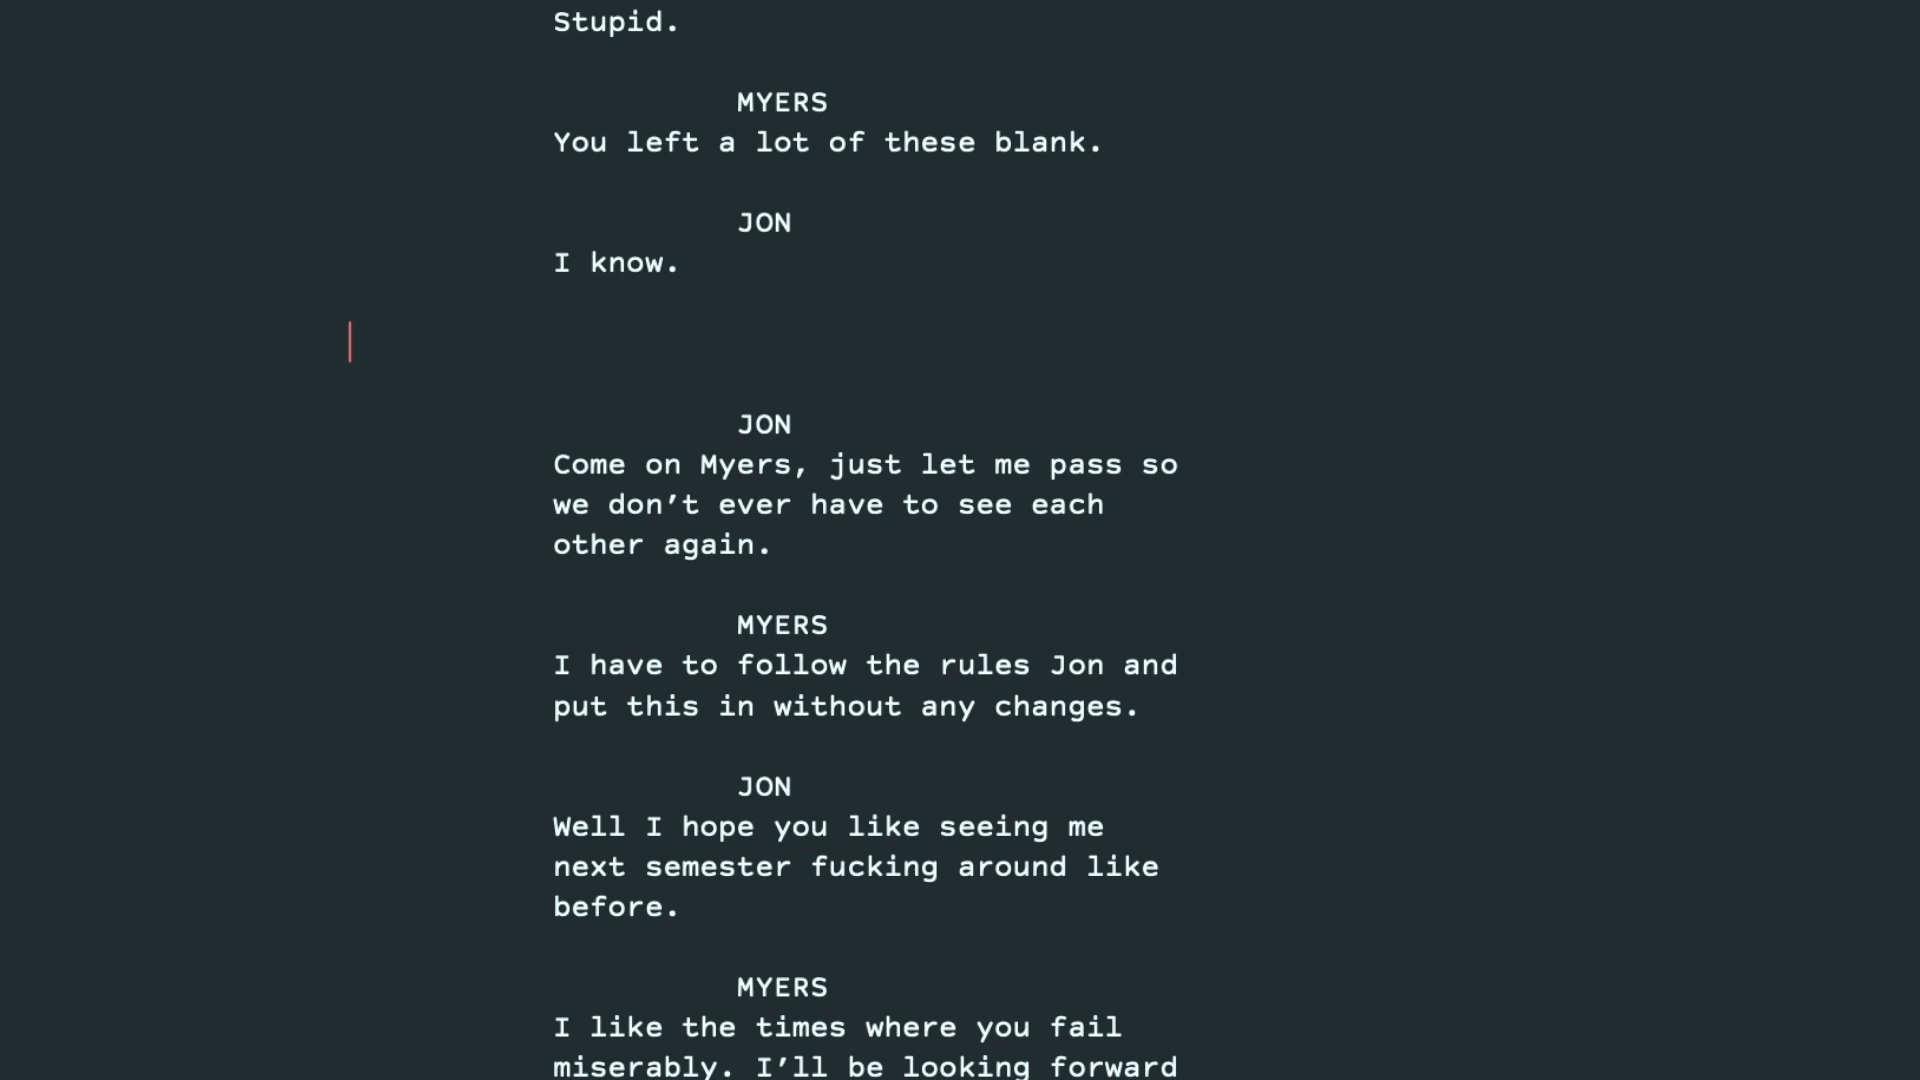 Stupid.
MYERS
You left a lot of these blank.
JON
I know.
JON
Come on Myers, just let me pass so
we don’t ever have to see each
other again.
MYERS
I have to follow the rules Jon and
put this in without any changes.
JON
Well I hope you like seeing me
next semester fucking around like
before.
MYERS
I like the times where you fail
miserably. I’ll be looking forward